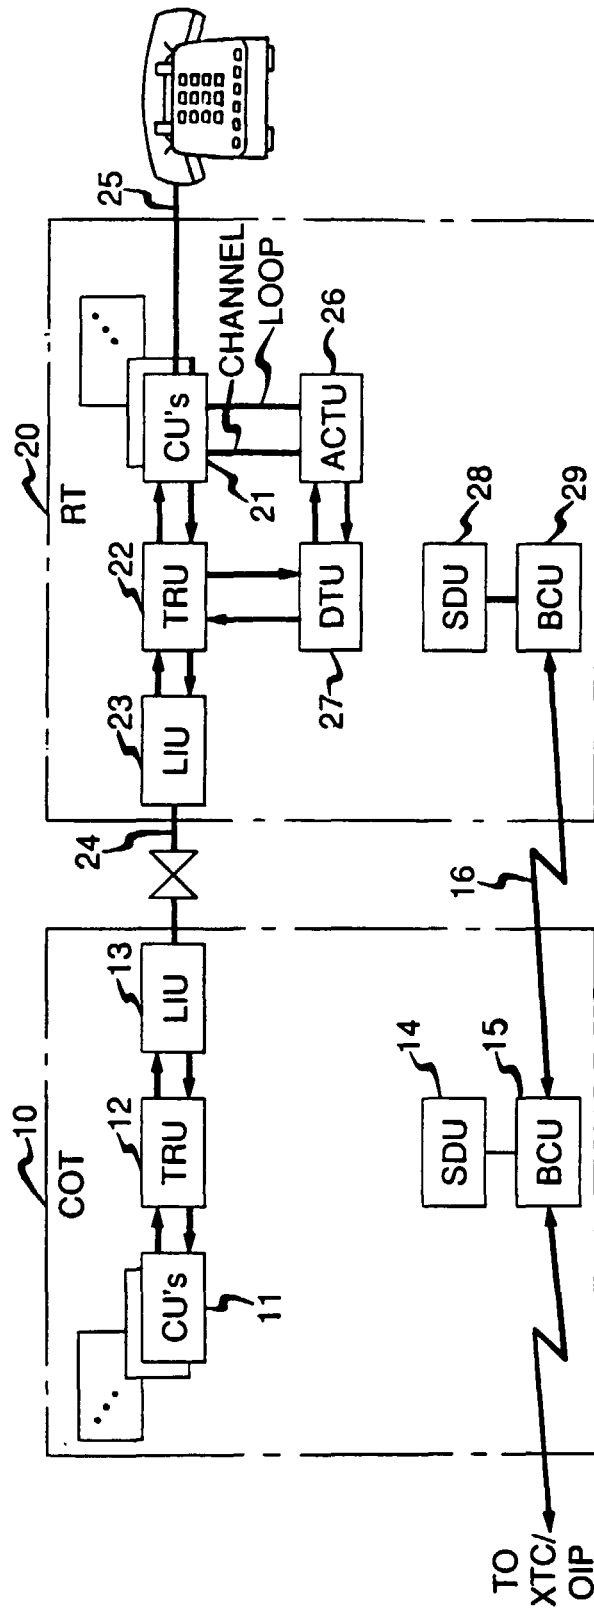 10
COT
CU's
11
12
TRU
13
LIU
14
SDU
15
BCU
TO
XTC/
OIP
16
24
20
RT
23
LIU
22
TRU
CU's
21
25
CHANNEL
LOOP
27
DTU
26
ACTU
28
SDU
29
BCU